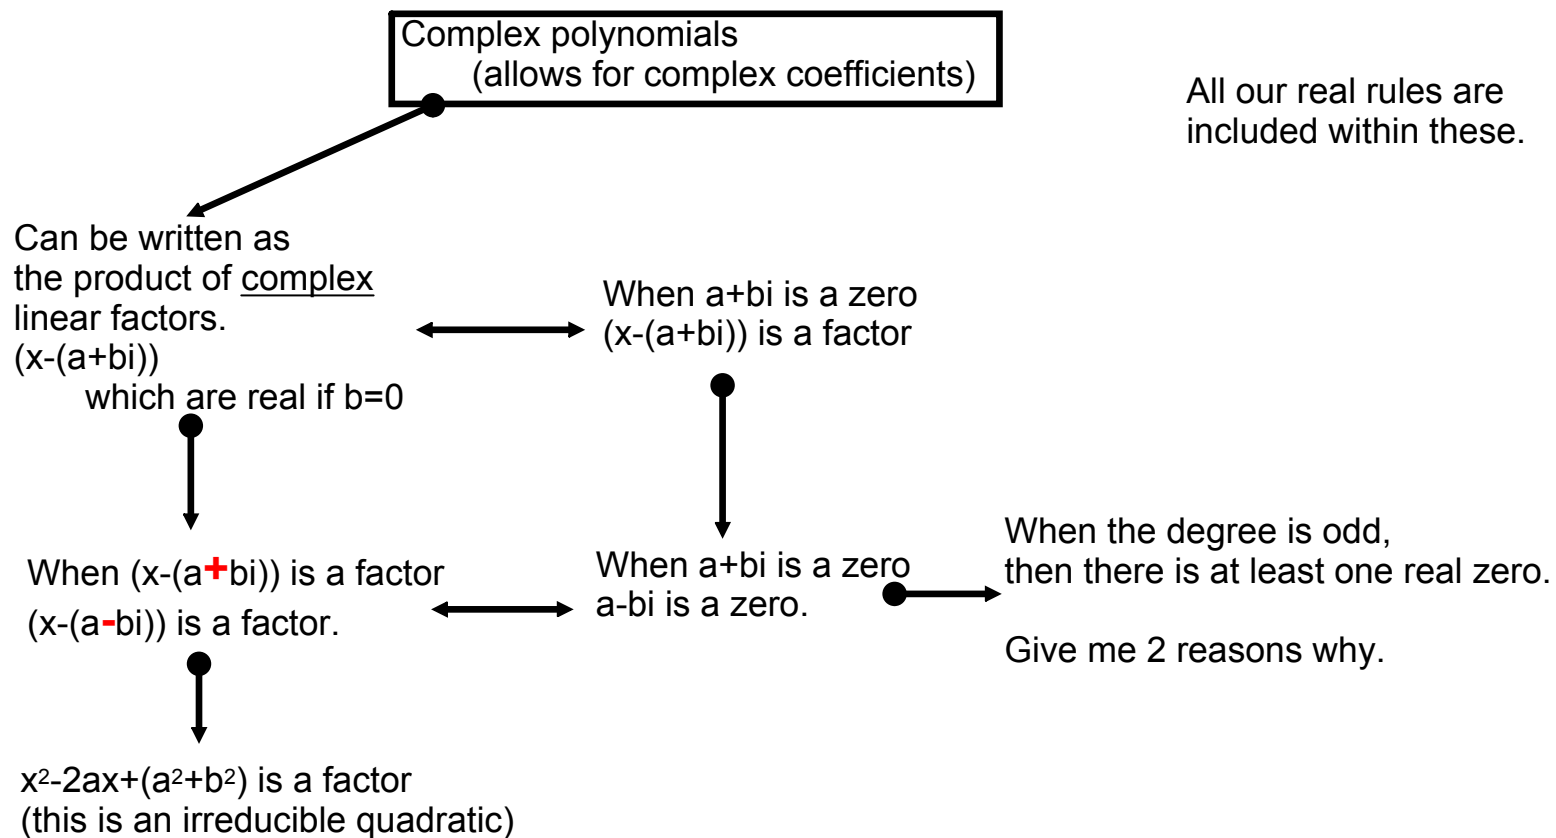 Complex polynomials
(allows for complex coefficients)
All our real rules are
included within these.
Can be written as
the product of complex
linear factors.
(x-(a+bi))
which are real if b=0
When a+bi is a zero
(x-(a+bi)) is a factor
When (x-(a+bi)) is a factor
(x-(a-bi)) is a factor.
When a+bi is a zero
a-bi is a zero.
When the degree is odd,
then there is at least one real zero.
Give me 2 reasons why.
x²-2ax+(a²+b²) is a factor
(this is an irreducible quadratic)